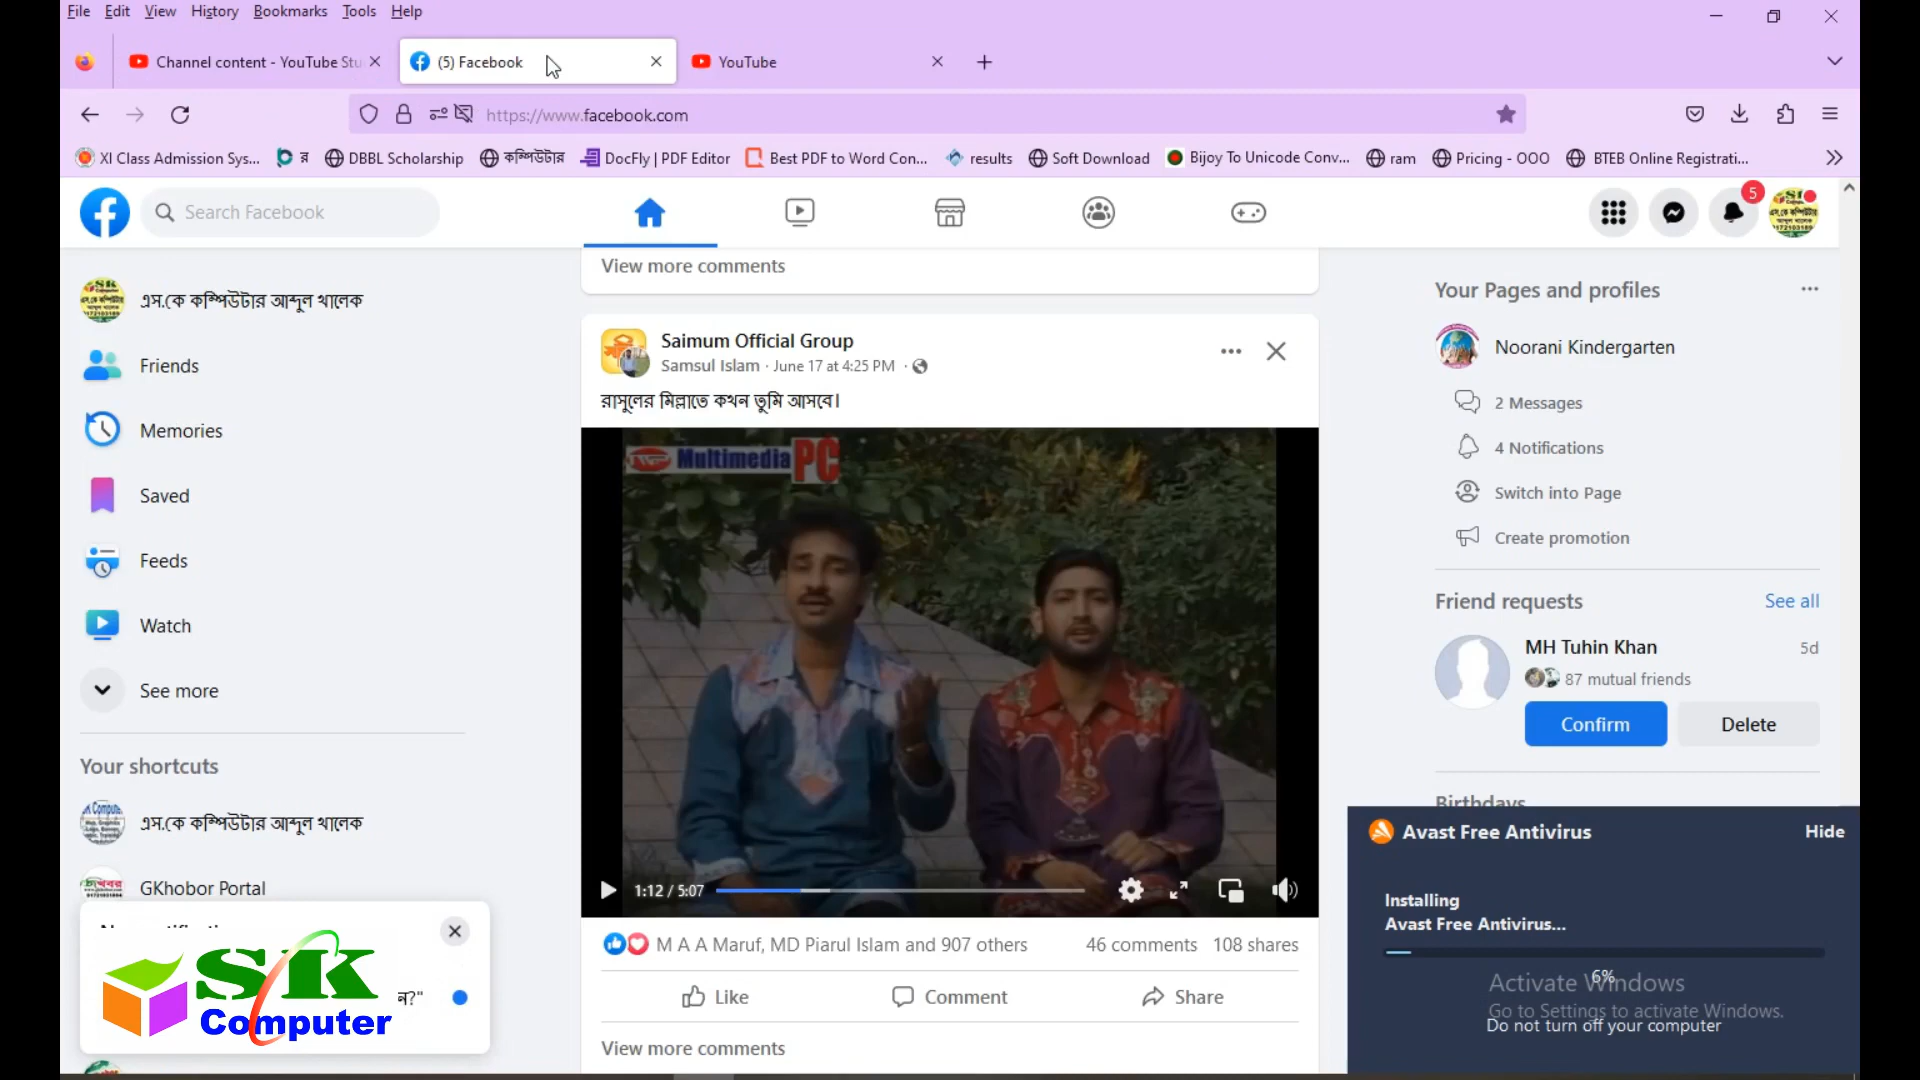 File Edit View History Bookmarks Tools Help
Channel content - YouTube Stu
(5) Facebook
YouTube
https://www.facebook.com
XI Class Admission Sys...
র
DBBL Scholarship
কম্পিউটার
DocFly | PDF Editor
Best PDF to Word Con...
results
Soft Download
Bijoy To Unicode Conv...
ram
Pricing - OOO
BTEB Online Registrati...
Search Facebook
5
এস.কে কম্পিউটার আব্দুল খালেক
Friends
Memories
Saved
Feeds
Watch
See more
Your shortcuts
এস.কে কম্পিউটার আব্দুল খালেক
GKhobor Portal
ন?"
SK
Computer
View more comments
Saimum Official Group
Samsul Islam · June 17 at 4:25 PM ·
রাসুলের মিল্লাতে কখন তুমি আসবে।
Multimedia PC
1:12 / 5:07
M A A Maruf, MD Piarul Islam and 907 others
46 comments 108 shares
Like
Comment
Share
View more comments
Your Pages and profiles
Noorani Kindergarten
2 Messages
4 Notifications
Switch into Page
Create promotion
Friend requests
See all
MH Tuhin Khan
5d
87 mutual friends
Confirm
Delete
Birthdays
Avast Free Antivirus
Hide
Installing
Avast Free Antivirus...
6%
Activate Windows
Go to Settings to activate Windows.
Do not turn off your computer